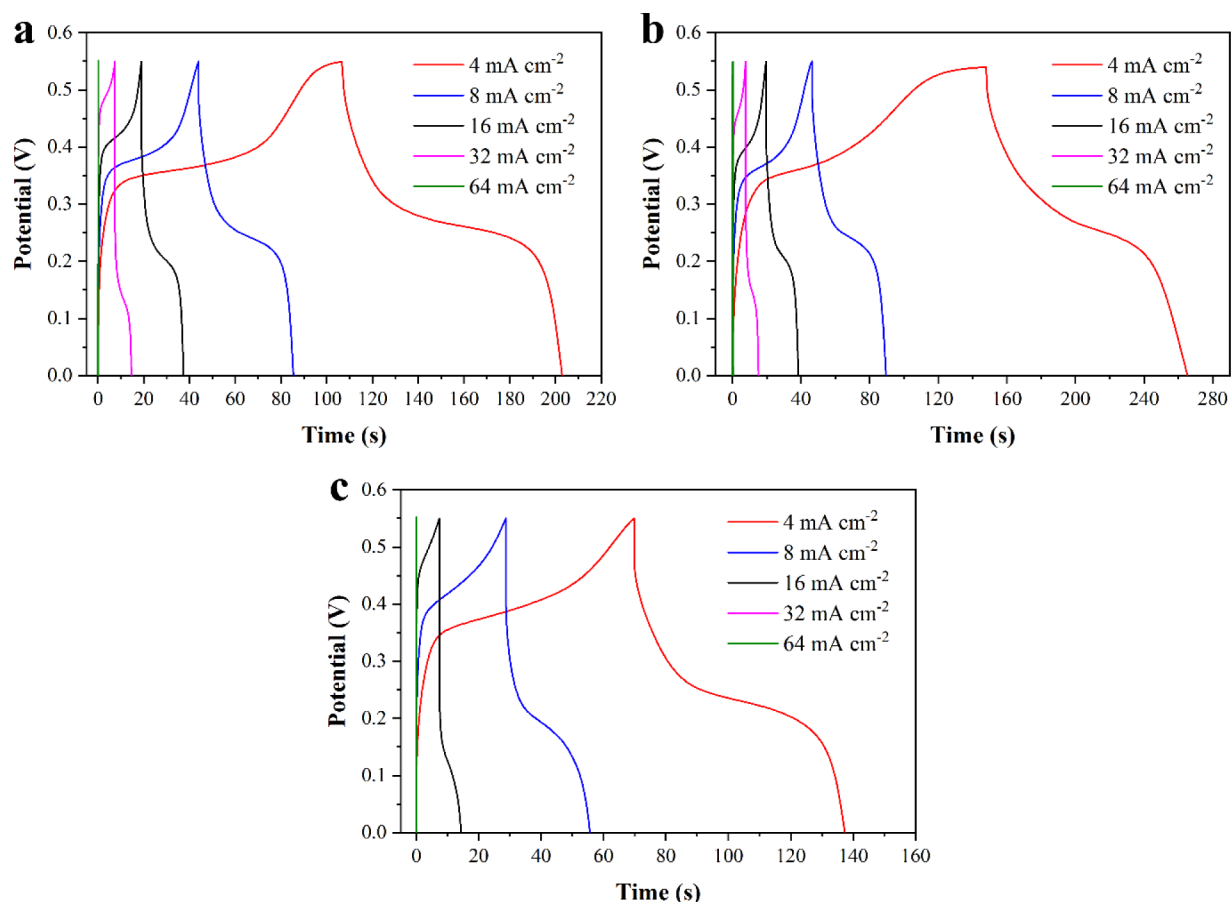 a
0.6
0.5
0.4
0.3
0.2
0.1
0.0
Potential (V)
4 mA cm⁻²
8 mA cm⁻²
16 mA cm⁻²
32 mA cm⁻²
64 mA cm⁻²
0 20 40 60 80 100 120 140 160 180 200 220
Time (s)
b
0.6
0.5
0.4
0.3
0.2
0.1
0.0
Potential (V)
4 mA cm⁻²
8 mA cm⁻²
16 mA cm⁻²
32 mA cm⁻²
64 mA cm⁻²
0 40 80 120 160 200 240 280
Time (s)
c
0.6
0.5
0.4
0.3
0.2
0.1
0.0
Potential (V)
4 mA cm⁻²
8 mA cm⁻²
16 mA cm⁻²
32 mA cm⁻²
64 mA cm⁻²
0 20 40 60 80 100 120 140 160
Time (s)